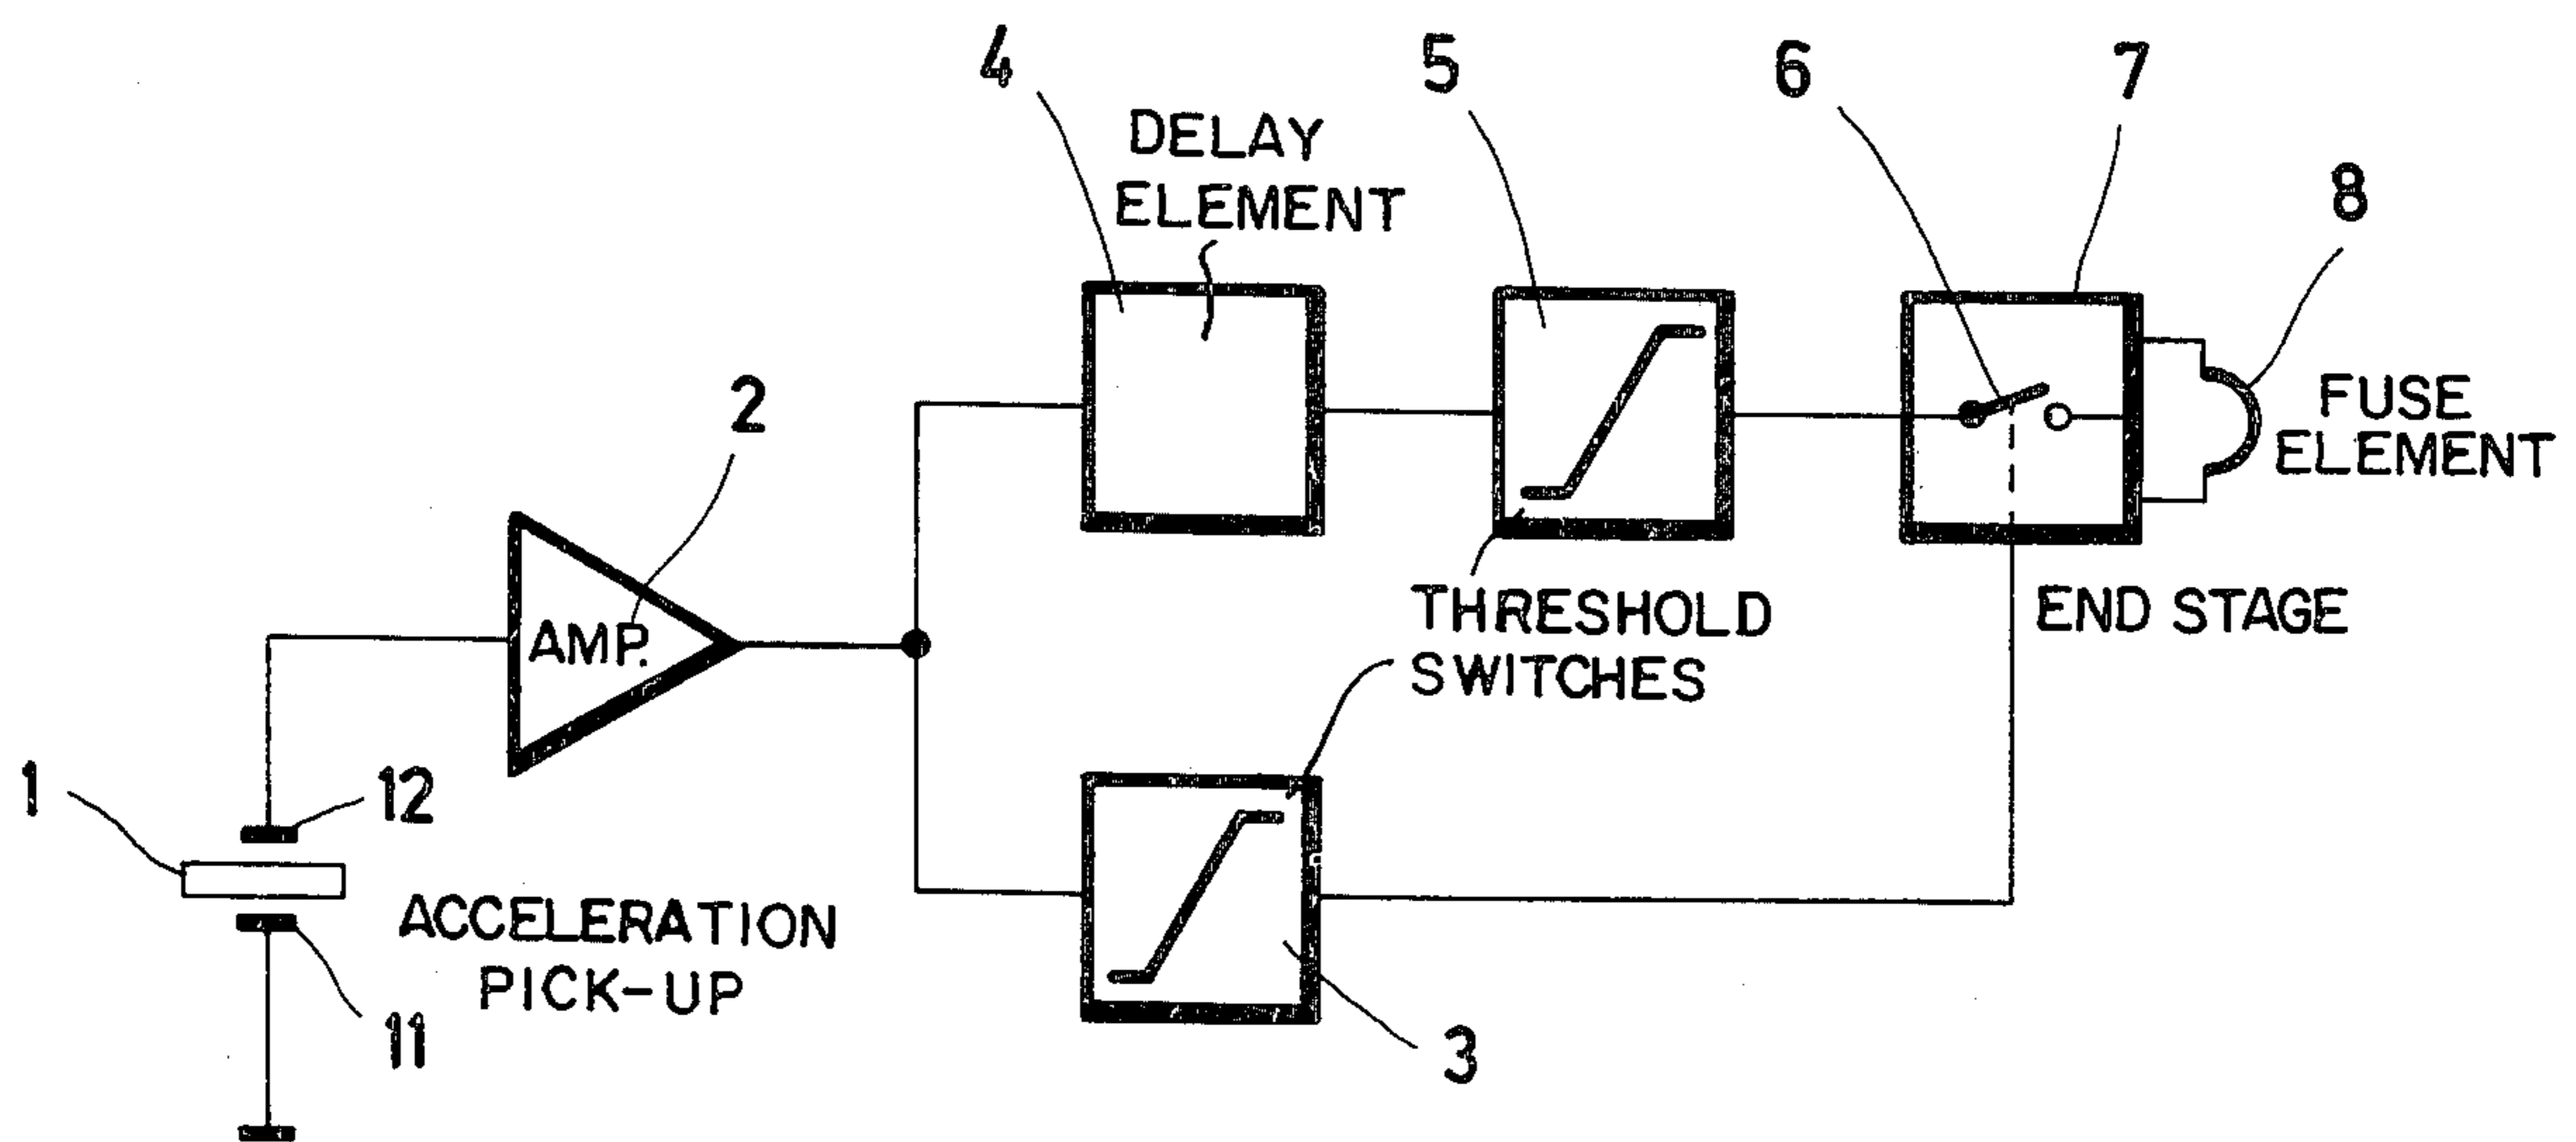 4
5
6
7
8
DELAY
ELEMENT
2
FUSE
ELEMENT
AMP.
THRESHOLD
SWITCHES
END STAGE
1
12
ACCELERATION
PICK-UP
11
3